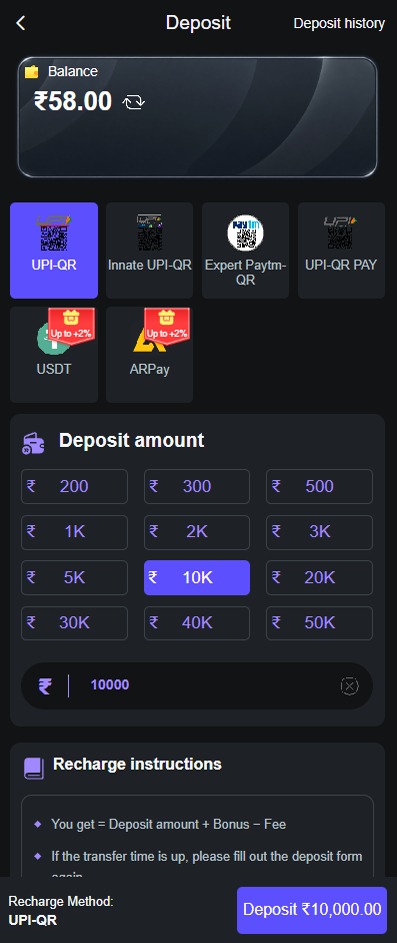 Deposit
Deposit history
Balance
₹58.00
UPI-QR
Innate UPI-QR
Expert Paytm-
QR
UPI-QR PAY
Up to +2%
USDT
Up to +2%
ARPay
Deposit amount
₹ 200
₹ 300
₹ 500
₹ 1K
₹ 2K
₹ 3K
₹ 5K
₹ 10K
₹ 20K
₹ 30K
₹ 40K
₹ 50K
₹ 10000
Recharge instructions
You get = Deposit amount + Bonus − Fee
If the transfer time is up, please fill out the deposit form
again
Recharge Method:
UPI-QR
Deposit ₹10,000.00